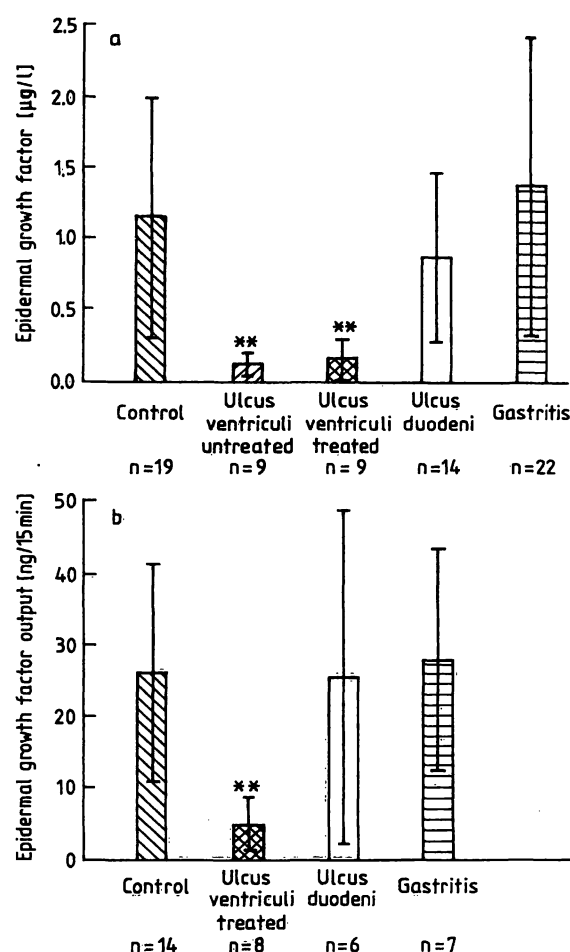 a
Epidermal growth factor [µg/l]
2.5
2.0
1.5
1.0
0.5
0.0
**
**
Control
Ulcus ventriculi untreated
Ulcus ventriculi treated
Ulcus duodeni
Gastritis
n=19
n=9
n=9
n=14
n=22
b
Epidermal growth factor output [ng/15min]
50
40
30
20
10
0
**
Control
Ulcus ventriculi treated
Ulcus duodeni
Gastritis
n=14
n=8
n=6
n=7